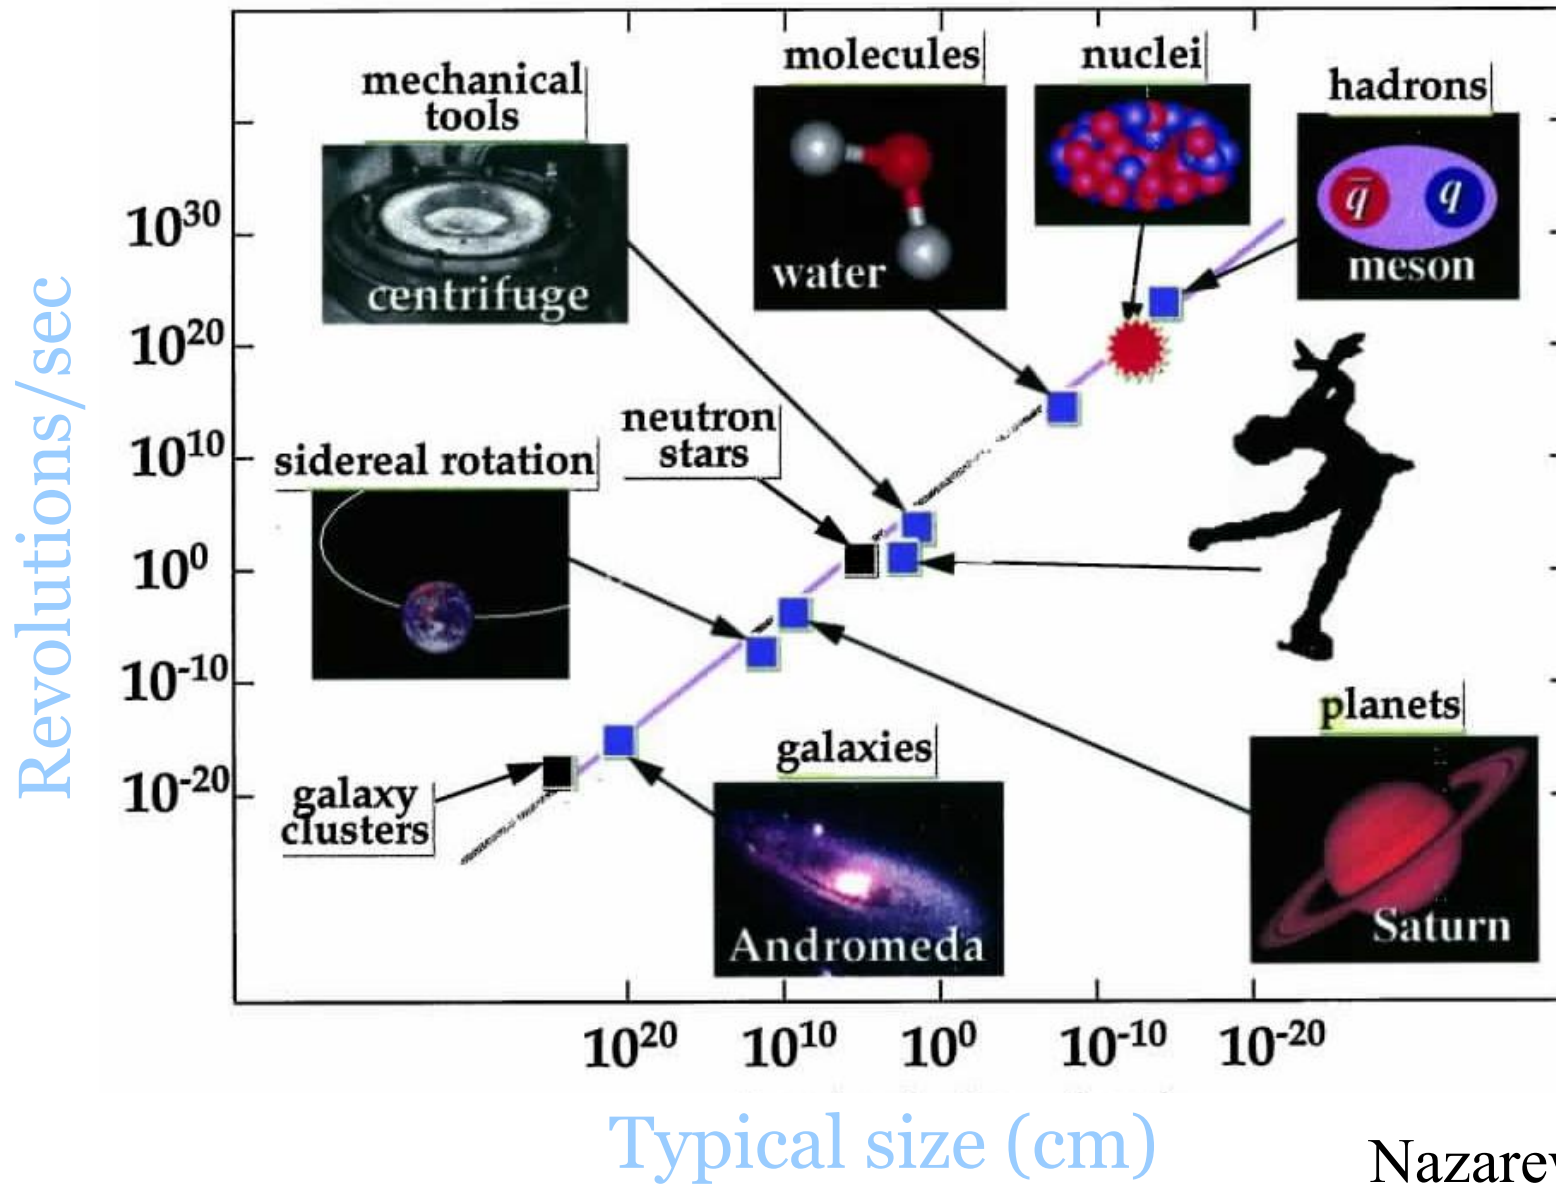 mechanical
tools
centrifuge
molecules
water
nuclei
hadrons
q̄ q
meson
neutron
stars
sidereal rotation
planets
Saturn
galaxies
Andromeda
galaxy
clusters
Revolutions/sec
10³⁰
10²⁰
10¹⁰
10⁰
10⁻¹⁰
10⁻²⁰
10²⁰ 10¹⁰ 10⁰ 10⁻¹⁰ 10⁻²⁰
Typical size (cm)